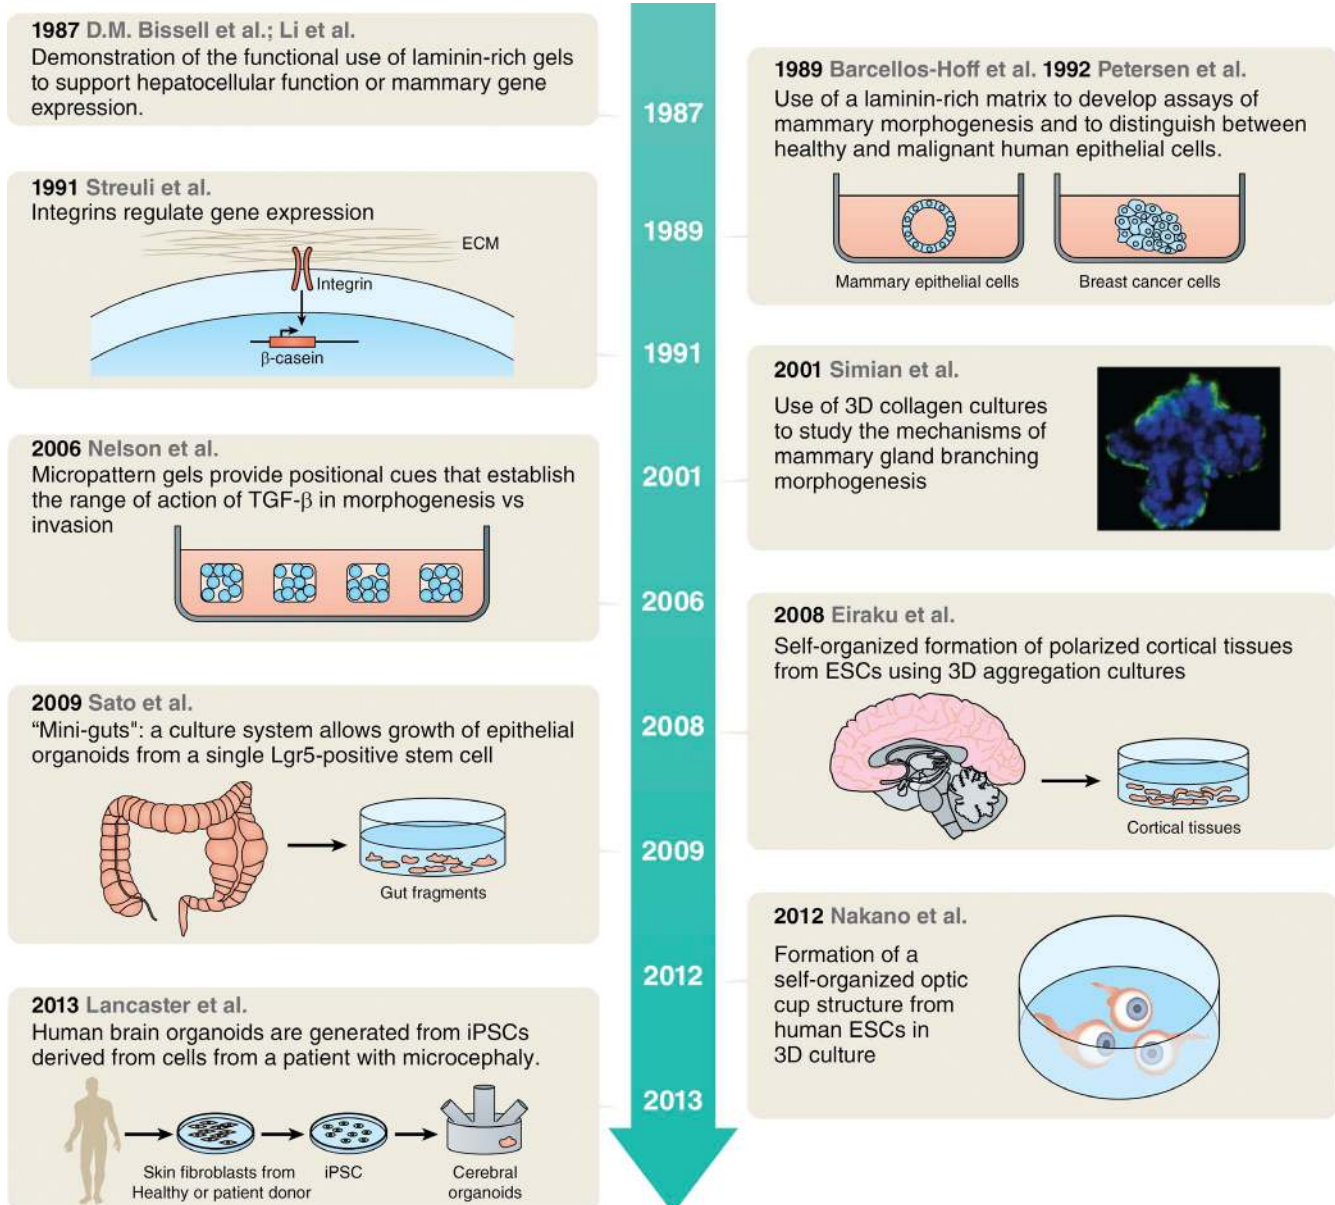 1987 D.M. Bissell et al.; Li et al.
Demonstration of the functional use of laminin-rich gels
to support hepatocellular function or mammary gene
expression.
1987
1989 Barcellos-Hoff et al. 1992 Petersen et al.
Use of a laminin-rich matrix to develop assays of
mammary morphogenesis and to distinguish between
healthy and malignant human epithelial cells.
Mammary epithelial cells
Breast cancer cells
1989
1991 Streuli et al.
Integrins regulate gene expression
ECM
Integrin
β-casein
1991
2001 Simian et al.
Use of 3D collagen cultures
to study the mechanisms of
mammary gland branching
morphogenesis
2001
2006 Nelson et al.
Micropattern gels provide positional cues that establish
the range of action of TGF-β in morphogenesis vs
invasion
2006
2008 Eiraku et al.
Self-organized formation of polarized cortical tissues
from ESCs using 3D aggregation cultures
Cortical tissues
2008
2009 Sato et al.
“Mini-guts": a culture system allows growth of epithelial
organoids from a single Lgr5-positive stem cell
Gut fragments
2009
2012 Nakano et al.
Formation of a
self-organized optic
cup structure from
human ESCs in
3D culture
2012
2013 Lancaster et al.
Human brain organoids are generated from iPSCs
derived from cells from a patient with microcephaly.
Skin fibroblasts from
Healthy or patient donor
iPSC
Cerebral
organoids
2013